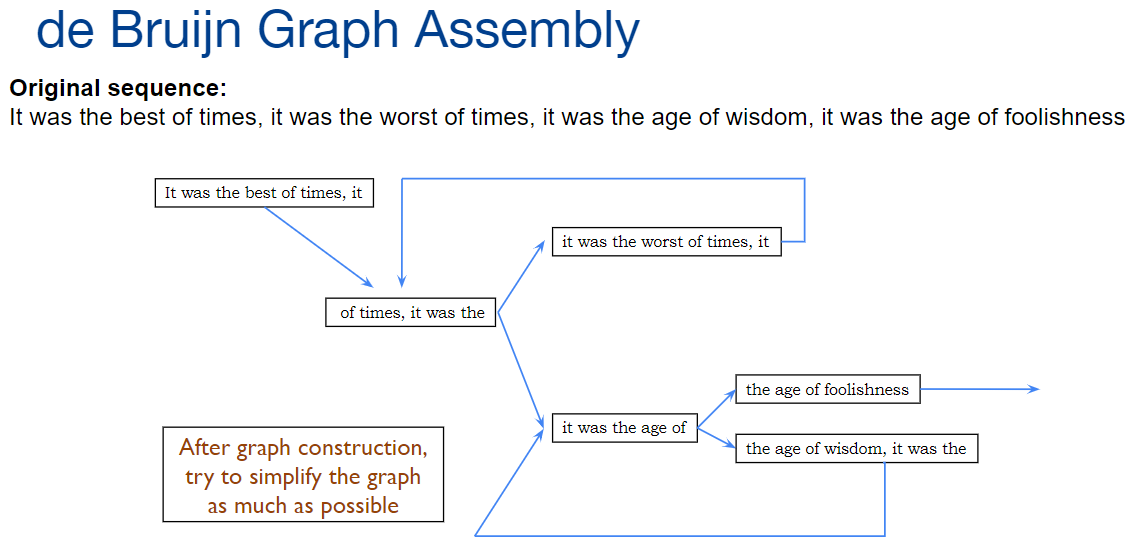 de Bruijn Graph Assembly
Original sequence:
It was the best of times, it was the worst of times, it was the age of wisdom, it was the age of foolishness
It was the best of times, it
it was the worst of times, it
of times, it was the
the age of foolishness
it was the age of
the age of wisdom, it was the
After graph construction,
try to simplify the graph
as much as possible